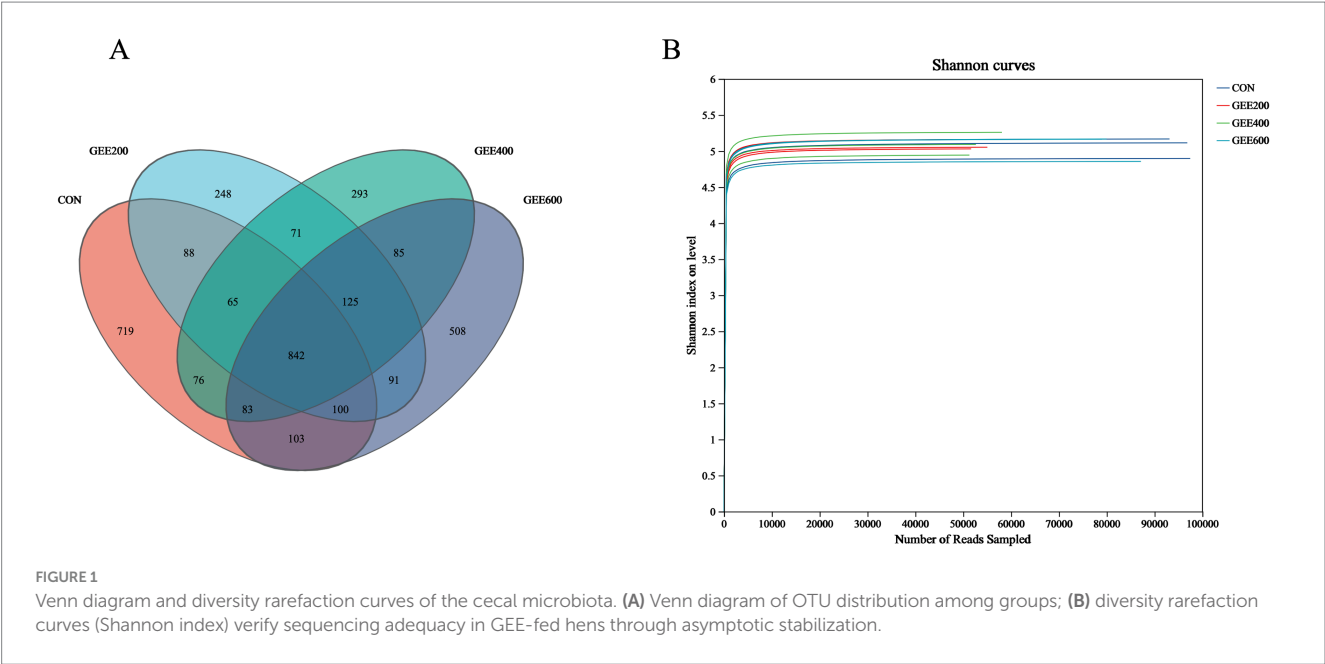 A
GEE200
GEE400
CON
GEE600
248
293
88
71
85
65
125
719
508
842
76
91
83
100
103
B
Shannon curves
CON
GEE200
GEE400
GEE600
Shannon index on level
6
5.5
5
4.5
4
3.5
3
2.5
2
1.5
1
0.5
0
0 10000 20000 30000 40000 50000 60000 70000 80000 90000 100000
Number of Reads Sampled
FIGURE 1
Venn diagram and diversity rarefaction curves of the cecal microbiota. (A) Venn diagram of OTU distribution among groups; (B) diversity rarefaction
curves (Shannon index) verify sequencing adequacy in GEE-fed hens through asymptotic stabilization.